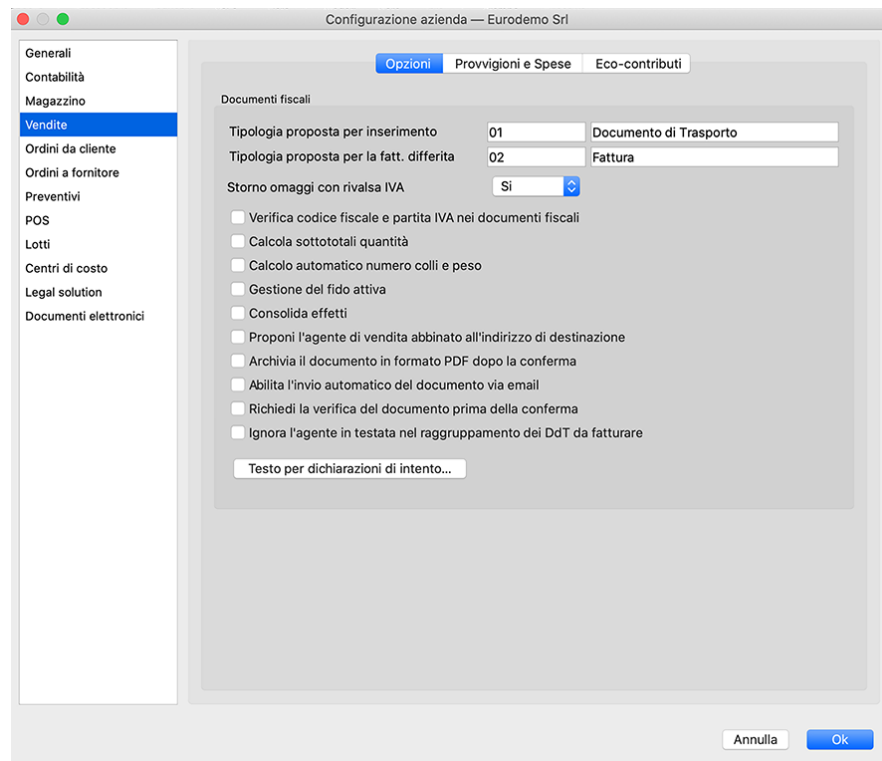 Configurazione azienda — Eurodemo Srl
Generali
Contabilità
Magazzino
Vendite
Ordini da cliente
Ordini a fornitore
Preventivi
POS
Lotti
Centri di costo
Legal solution
Documenti elettronici
Opzioni Provvigioni e Spese Eco-contributi
Documenti fiscali
Tipologia proposta per inserimento 01 Documento di Trasporto
Tipologia proposta per la fatt. differita 02 Fattura
Storno omaggi con rivalsa IVA Si
Verifica codice fiscale e partita IVA nei documenti fiscali
Calcola sottototali quantità
Calcolo automatico numero colli e peso
Gestione del fido attiva
Consolida effetti
Proponi l'agente di vendita abbinato all'indirizzo di destinazione
Archivia il documento in formato PDF dopo la conferma
Abilita l'invio automatico del documento via email
Richiedi la verifica del documento prima della conferma
Ignora l'agente in testata nel raggruppamento dei DdT da fatturare
Testo per dichiarazioni di intento...
Annulla Ok